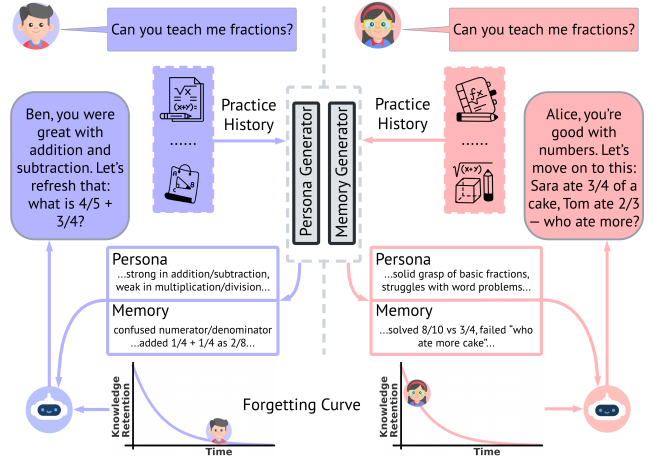 Can you teach me fractions?
Can you teach me fractions?
Ben, you were
great with
addition and
subtraction. Let's
refresh that:
what is 4/5 +
3/4?
√x
(x+y)=
......
A
B
C
Practice
History
Persona Generator
Memory Generator
Practice
History
√x
......
√(x+y)
Alice, you're
good with
numbers. Let's
move on to this:
Sara ate 3/4 of a
cake, Tom ate 2/3
— who ate more?
Persona
...strong in addition/subtraction,
weak in multiplication/division...
Memory
confused numerator/denominator
...added 1/4 + 1/4 as 2/8...
Persona
...solid grasp of basic fractions,
struggles with word problems...
Memory
...solved 8/10 vs 3/4, failed "who
ate more cake"...
Knowledge
Retention
Time
Forgetting Curve
Knowledge
Retention
Time